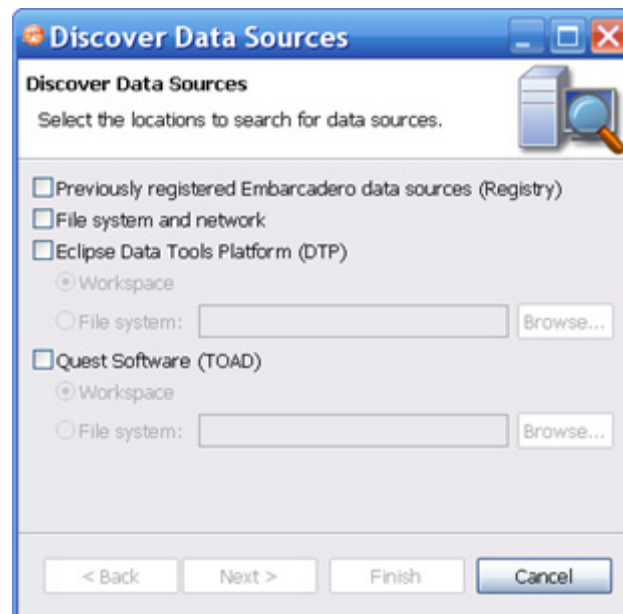 Discover Data Sources
Discover Data Sources
Select the locations to search for data sources.
Previously registered Embarcadero data sources (Registry)
File system and network
Eclipse Data Tools Platform (DTP)
Workspace
File system: Browse...
Quest Software (TOAD)
Workspace
File system: Browse...
< Back Next > Finish Cancel